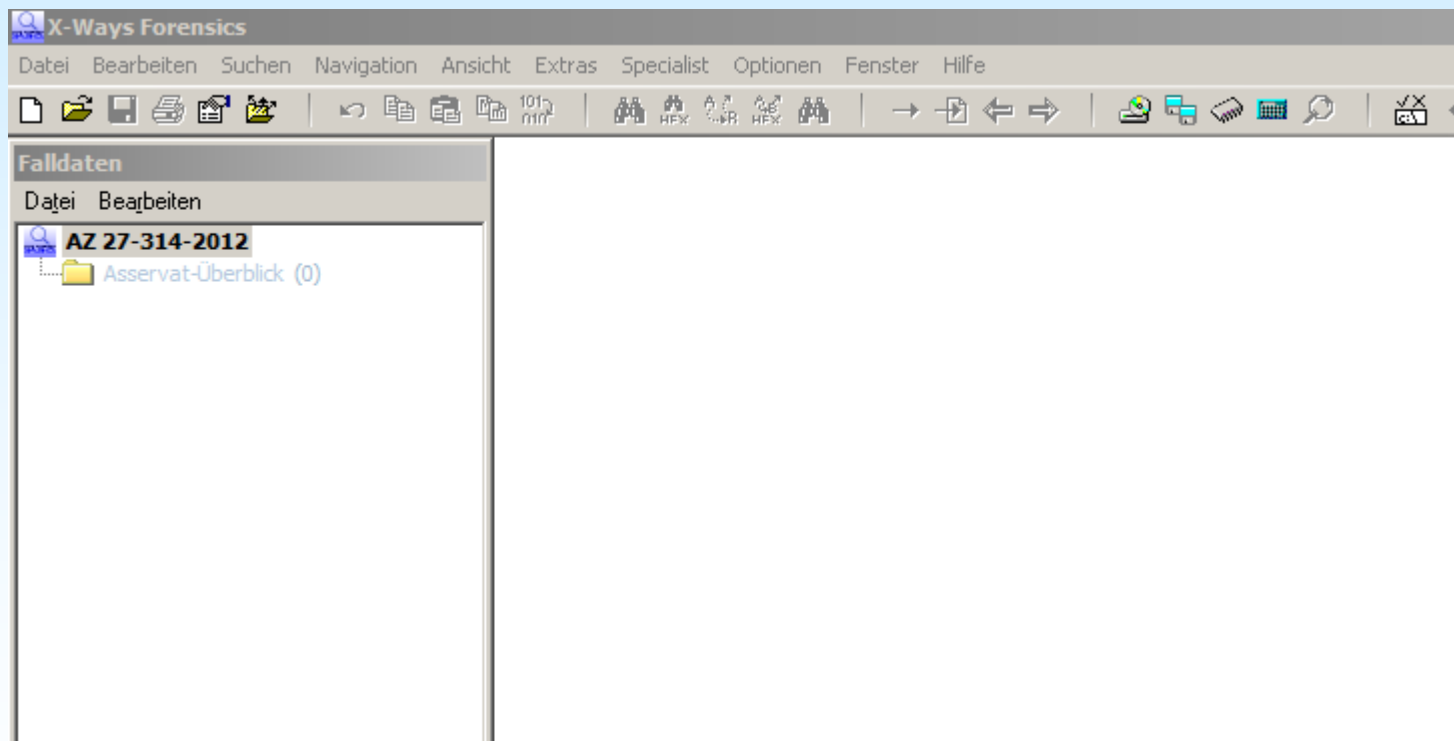 X-Ways Forensics
Datei Bearbeiten Suchen Navigation Ansicht Extras Specialist Optionen Fenster Hilfe
Falldaten
Datei Bearbeiten
AZ 27-314-2012
Asservat-Überblick (0)